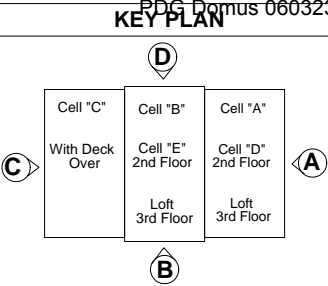 PDG Domus 060323
KEY PLAN
D
Cell "C"
Cell "B"
Cell "A"
With Deck
Over
Cell "E"
2nd Floor
Cell "D"
2nd Floor
C
A
Loft
3rd Floor
Loft
3rd Floor
B